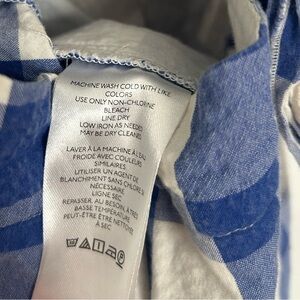 MACHINE WASH COLD WITH LIKE
COLORS
USE ONLY NON-CHLORINE
BLEACH
LINE DRY
LOW IRON AS NEEDED
MAY BE DRY CLEANED
LAVER À LA MACHINE À L'EAU
FROIDE AVEC COULEURS
SIMILAIRES
UTILISER UN AGENT DE
BLANCHIMENT SANS CHLORE SI
NÉCESSAIRE
LIGNE SEC
REPASSER, AU BESOIN, À TRÈS
BASSE TEMPÉRATURE
PEUT-ÊTRE NETTOYÉ
À SEC